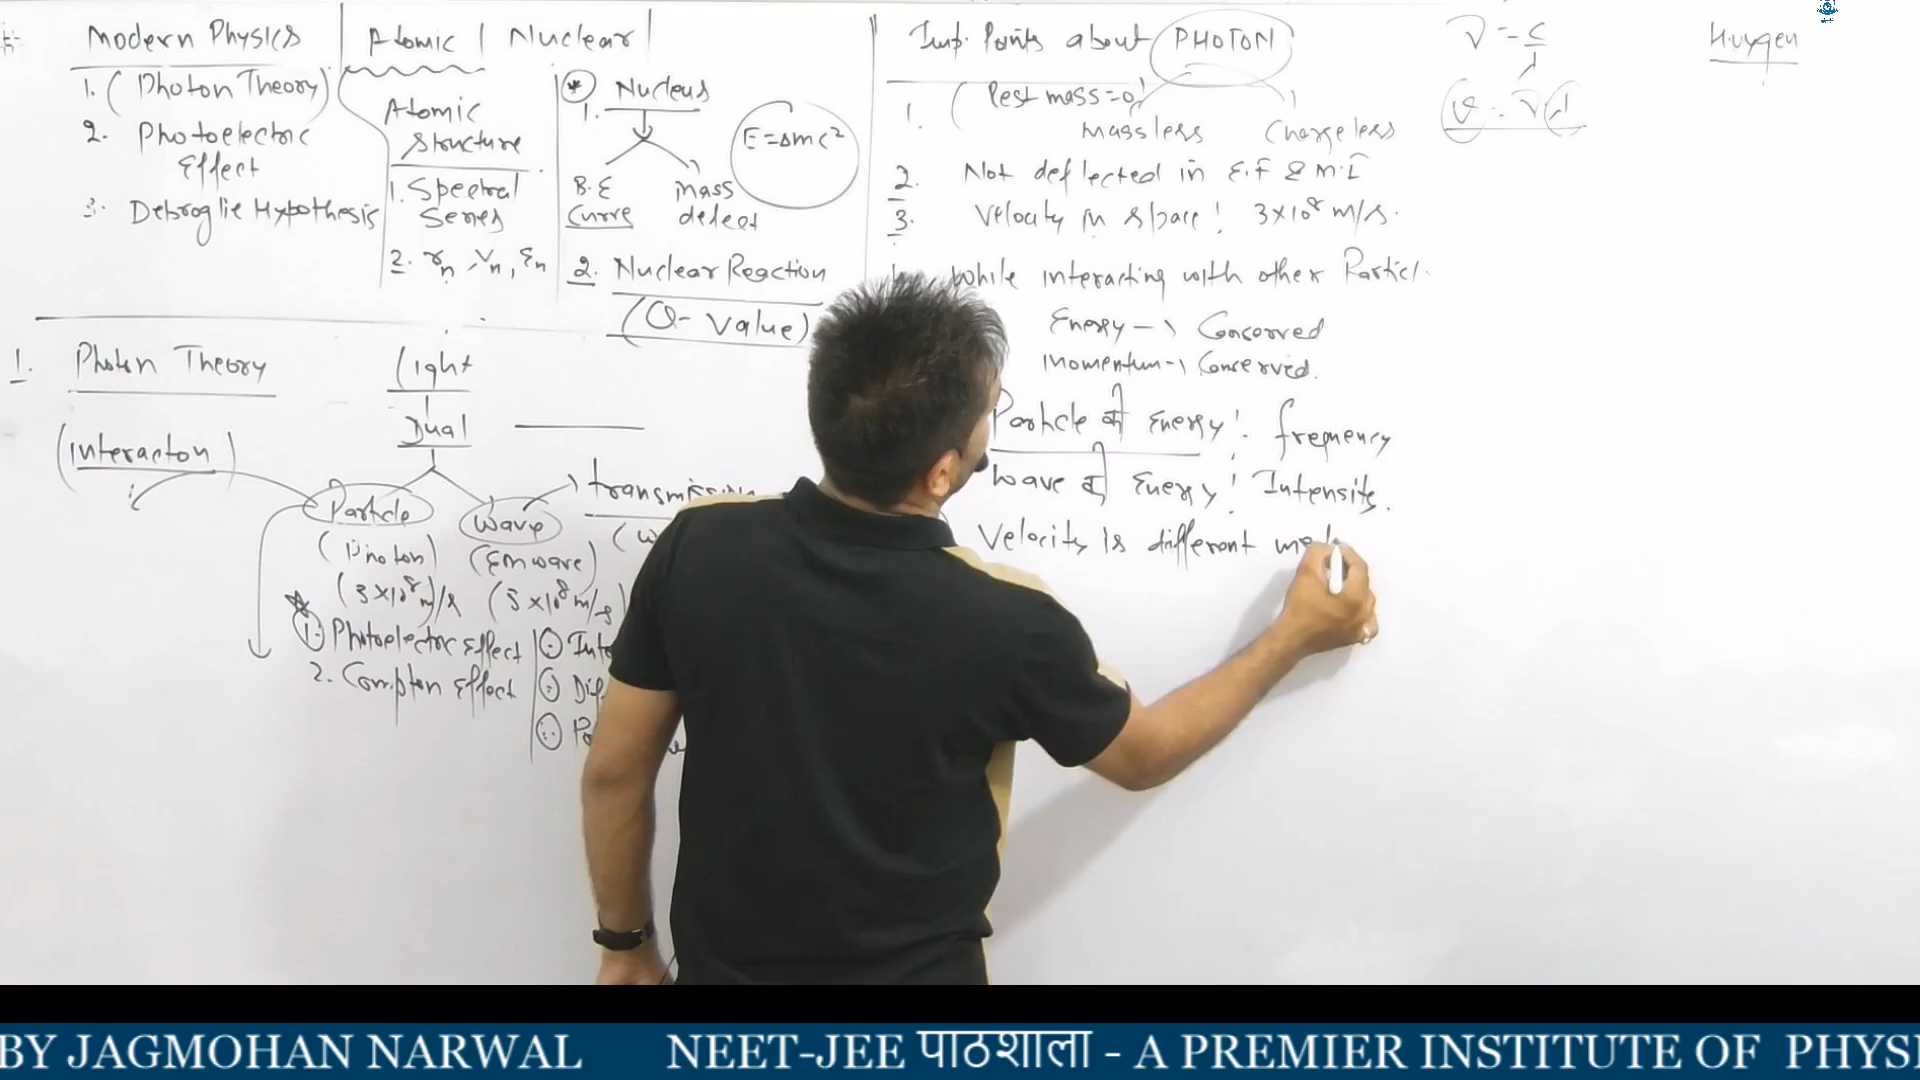 Modern Physics | Atomic | Nuclear |
1. (Photon Theory)
2. Photoelectric
Effect
3. Debroglie Hypothesis
Atomic
Structure
1. Spectral
Series
2. rn, Vn, En
* Nucleus
1.
B.E
Curve
mass
defect
E=Δmc²
2. Nuclear Reaction
(Q-Value)
1. Photon Theory
(Interacton)
Light
Dual
Particle
(Photon)
(3×10⁸ m/s
1. Photoelectric Effect
2. Compton Effect
Wave
(EM wave)
(3×10⁸ m/s
transmission
Imp. Points about PHOTON
1. (Rest mass=0)
massless chargeless
2. Not deflected in E.F & M.F
3. Velocity in space: 3×10⁸ m/s.
while interacting with other Particl.
Energy → Conserved
Momentum → Conserved.
Particle की Energy: frequency
Wave की Energy: Intensity.
Velocity is different med
ν = c/λ
v = νλ
Huygen
BY JAGMOHAN NARWAL NEET-JEE पाठशाला - A PREMIER INSTITUTE OF PHYSI